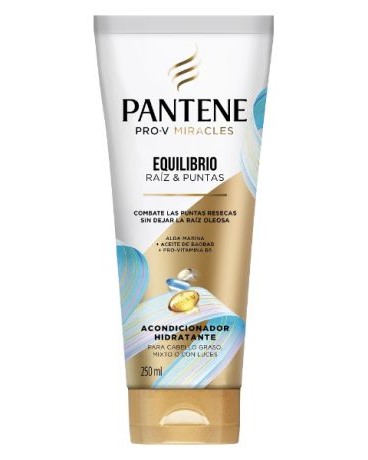 PANTENE
PRO-V MIRACLES
EQUILIBRIO
RAÍZ & PUNTAS
COMBATE LAS PUNTAS RESECAS
SIN DEJAR LA RAÍZ OLEOSA
ALGA MARINA
+ ACEITE DE BAOBAB
+ PRO-VITAMINA B5
ACONDICIONADOR
HIDRATANTE
PARA CABELLO GRASO,
MIXTO O CON LUCES
250 ml